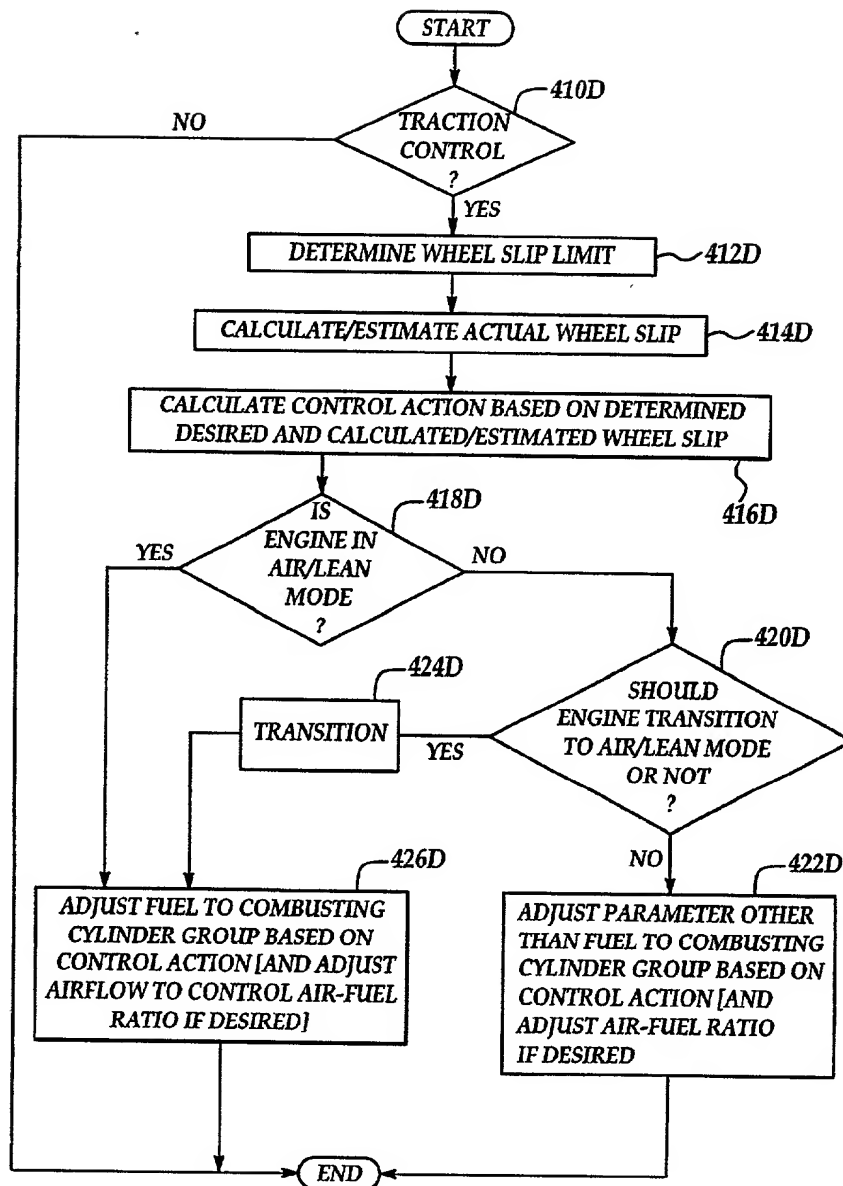 START
410D
NO
TRACTION
CONTROL
?
YES
DETERMINE WHEEL SLIP LIMIT
412D
CALCULATE/ESTIMATE ACTUAL WHEEL SLIP
414D
CALCULATE CONTROL ACTION BASED ON DETERMINED
DESIRED AND CALCULATED/ESTIMATED WHEEL SLIP
416D
418D
IS
ENGINE IN
AIR/LEAN
MODE
?
YES
NO
420D
424D
SHOULD
ENGINE TRANSITION
TO AIR/LEAN MODE
OR NOT
?
TRANSITION
YES
NO
426D
422D
ADJUST FUEL TO COMBUSTING
CYLINDER GROUP BASED ON
CONTROL ACTION [AND ADJUST
AIRFLOW TO CONTROL AIR-FUEL
RATIO IF DESIRED]
ADJUST PARAMETER OTHER
THAN FUEL TO COMBUSTING
CYLINDER GROUP BASED ON
CONTROL ACTION [AND
ADJUST AIR-FUEL RATIO
IF DESIRED
END